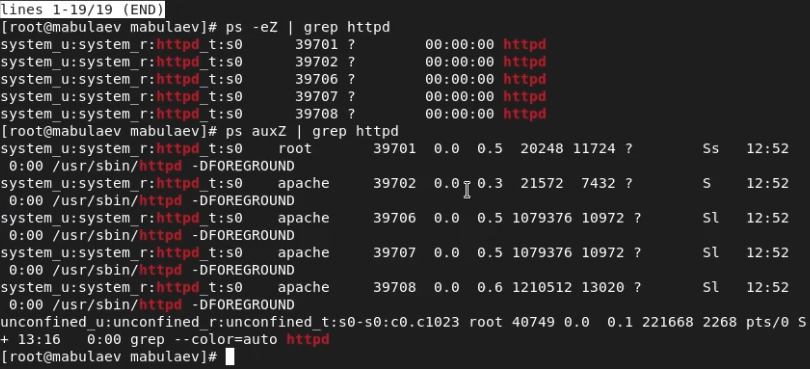 lines 1-19/19 (END)
[root@mabulaev mabulaev]# ps -eZ | grep httpd
system_u:system_r:httpd_t:s0     39701 ?        00:00:00 httpd
system_u:system_r:httpd_t:s0     39702 ?        00:00:00 httpd
system_u:system_r:httpd_t:s0     39706 ?        00:00:00 httpd
system_u:system_r:httpd_t:s0     39707 ?        00:00:00 httpd
system_u:system_r:httpd_t:s0     39708 ?        00:00:00 httpd
[root@mabulaev mabulaev]# ps auxZ | grep httpd
system_u:system_r:httpd_t:s0    root       39701  0.0  0.5  20248 11724 ?        Ss   12:52
 0:00 /usr/sbin/httpd -DFOREGROUND
system_u:system_r:httpd_t:s0    apache     39702  0.0  0.3  21572  7432 ?        S    12:52
 0:00 /usr/sbin/httpd -DFOREGROUND
system_u:system_r:httpd_t:s0    apache     39706  0.0  0.5 1079376 10972 ?       Sl   12:52
 0:00 /usr/sbin/httpd -DFOREGROUND
system_u:system_r:httpd_t:s0    apache     39707  0.0  0.5 1079376 10972 ?       Sl   12:52
 0:00 /usr/sbin/httpd -DFOREGROUND
system_u:system_r:httpd_t:s0    apache     39708  0.0  0.6 1210512 13020 ?       Sl   12:52
 0:00 /usr/sbin/httpd -DFOREGROUND
unconfined_u:unconfined_r:unconfined_t:s0-s0:c0.c1023 root 40749 0.0  0.1 221668 2268 pts/0 S
+ 13:16   0:00 grep --color=auto httpd
[root@mabulaev mabulaev]#